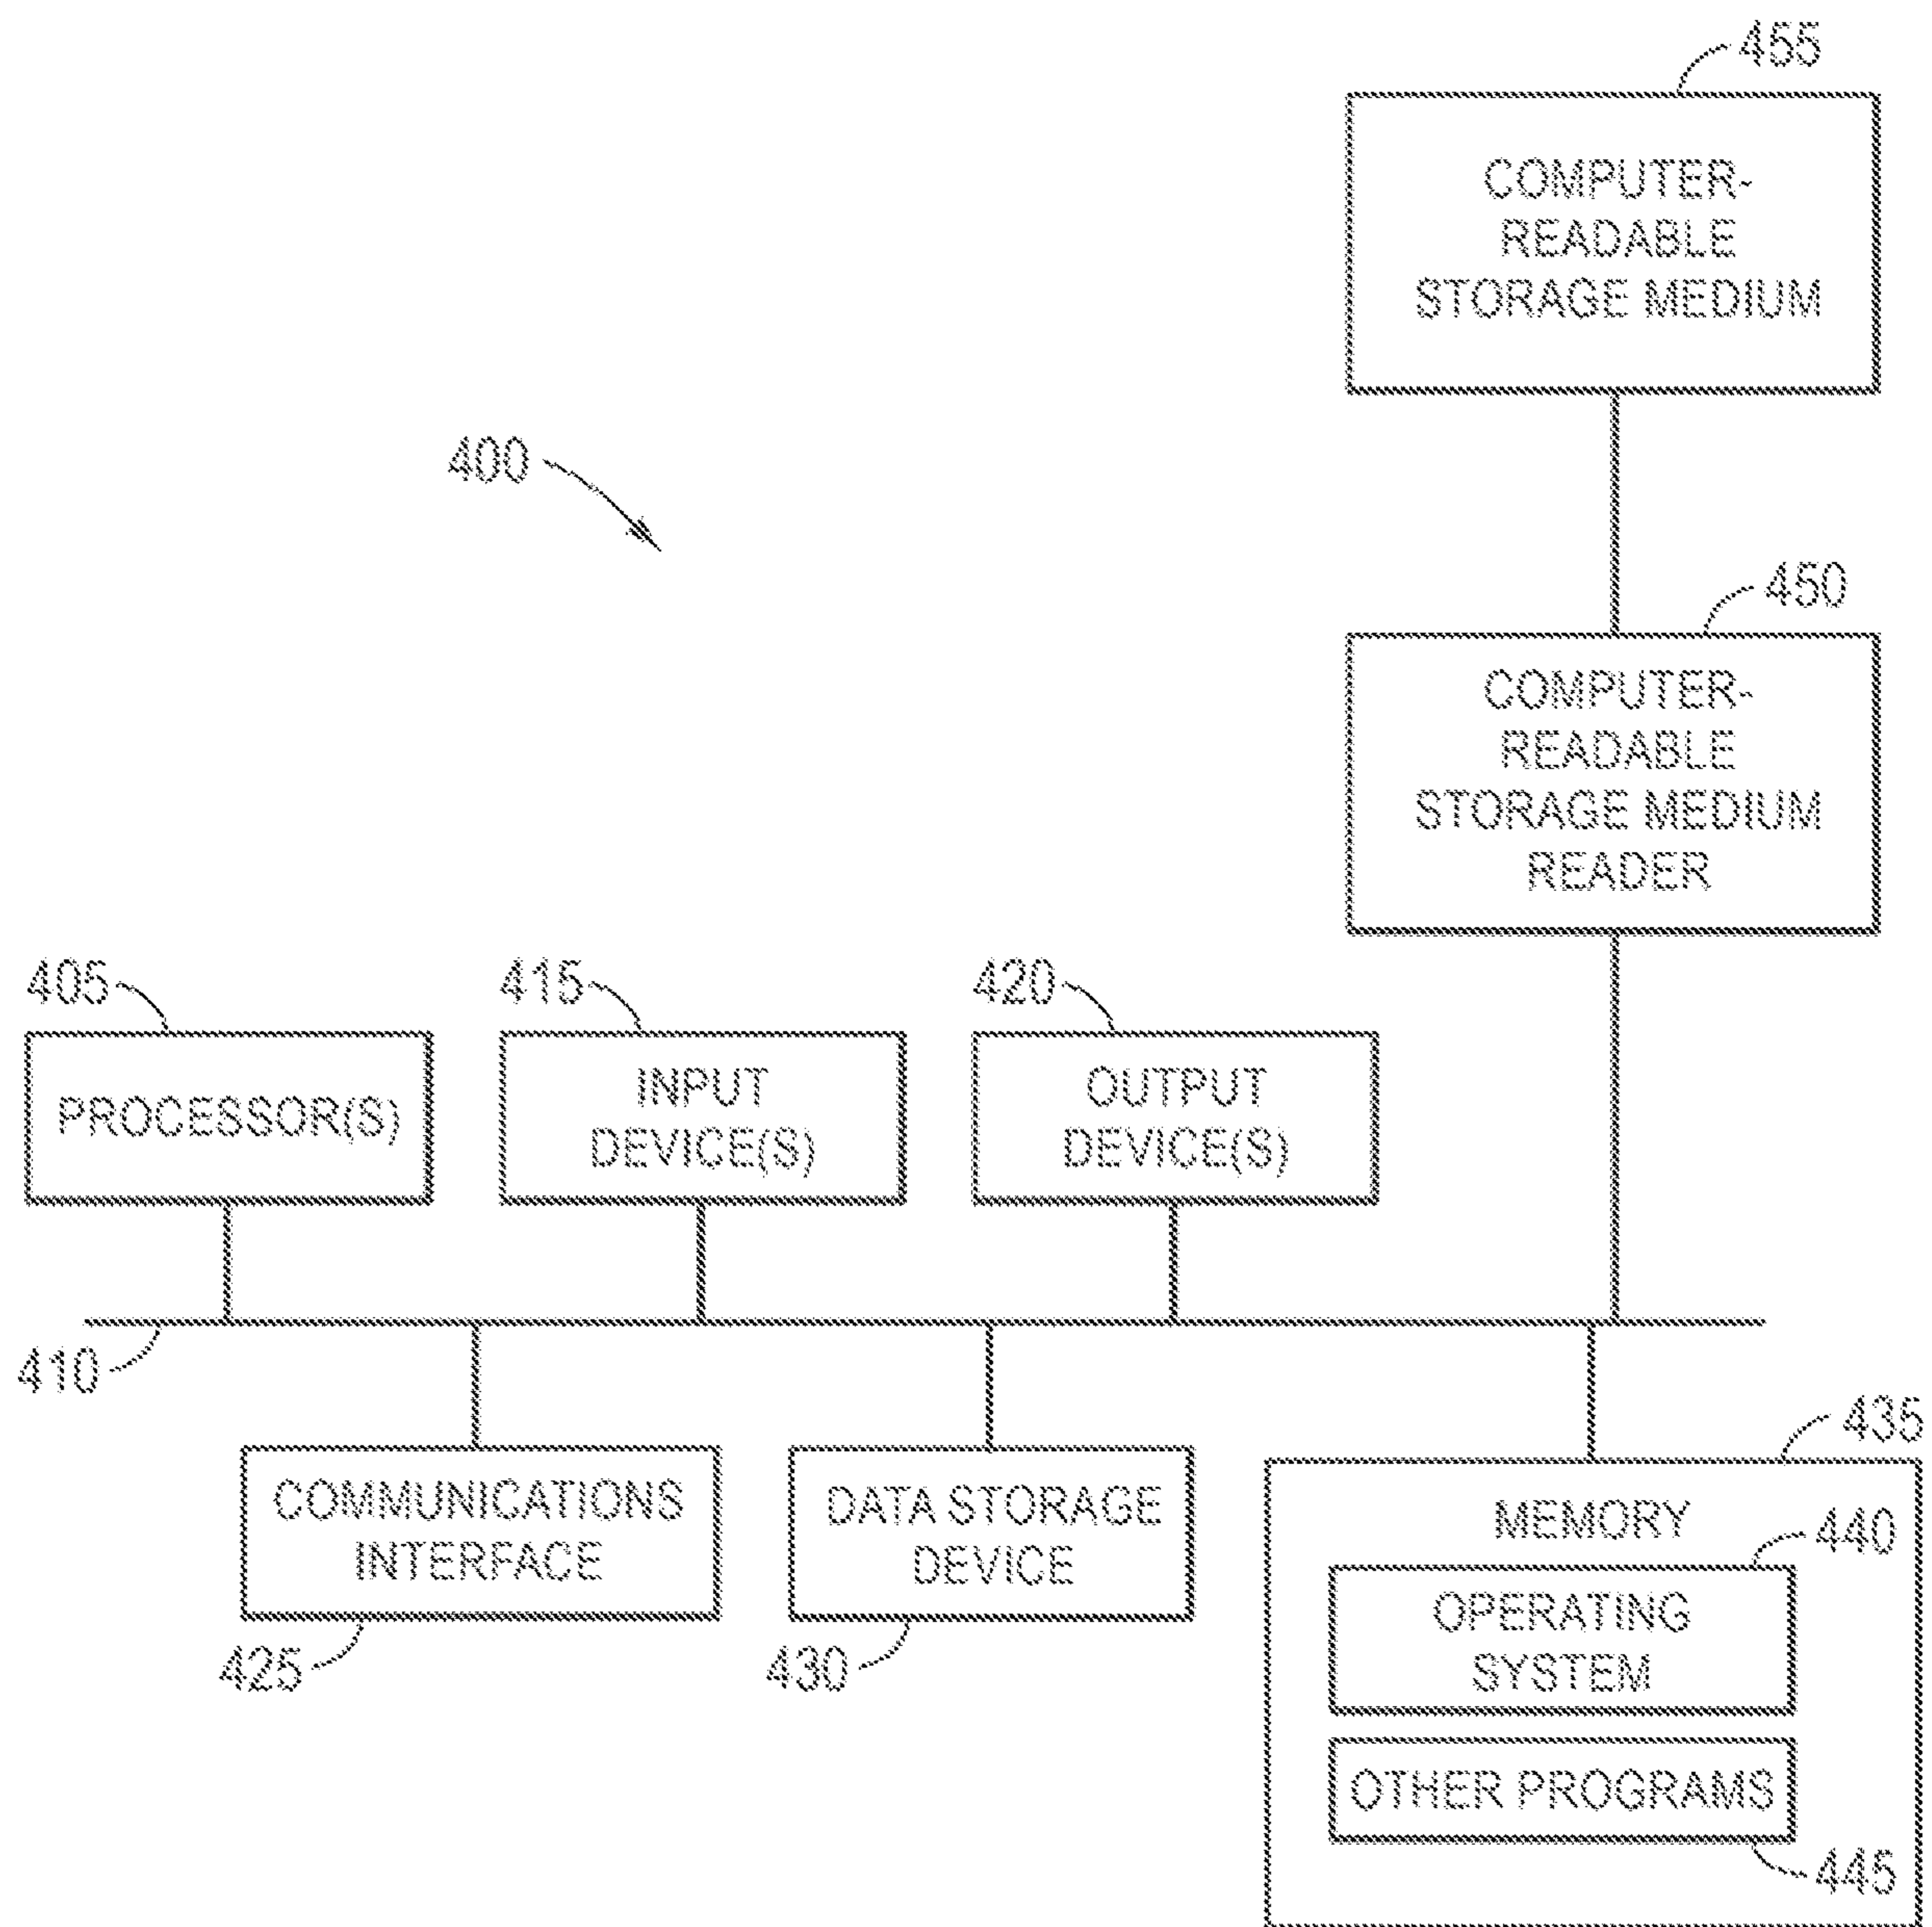 455
COMPUTER-
READABLE
STORAGE MEDIUM
400
450
COMPUTER-
READABLE
STORAGE MEDIUM
READER
405
PROCESSOR(S)
415
INPUT
DEVICE(S)
420
OUTPUT
DEVICE(S)
410
COMMUNICATIONS
INTERFACE
425
DATA STORAGE
DEVICE
430
435
MEMORY
440
OPERATING
SYSTEM
OTHER PROGRAMS
445